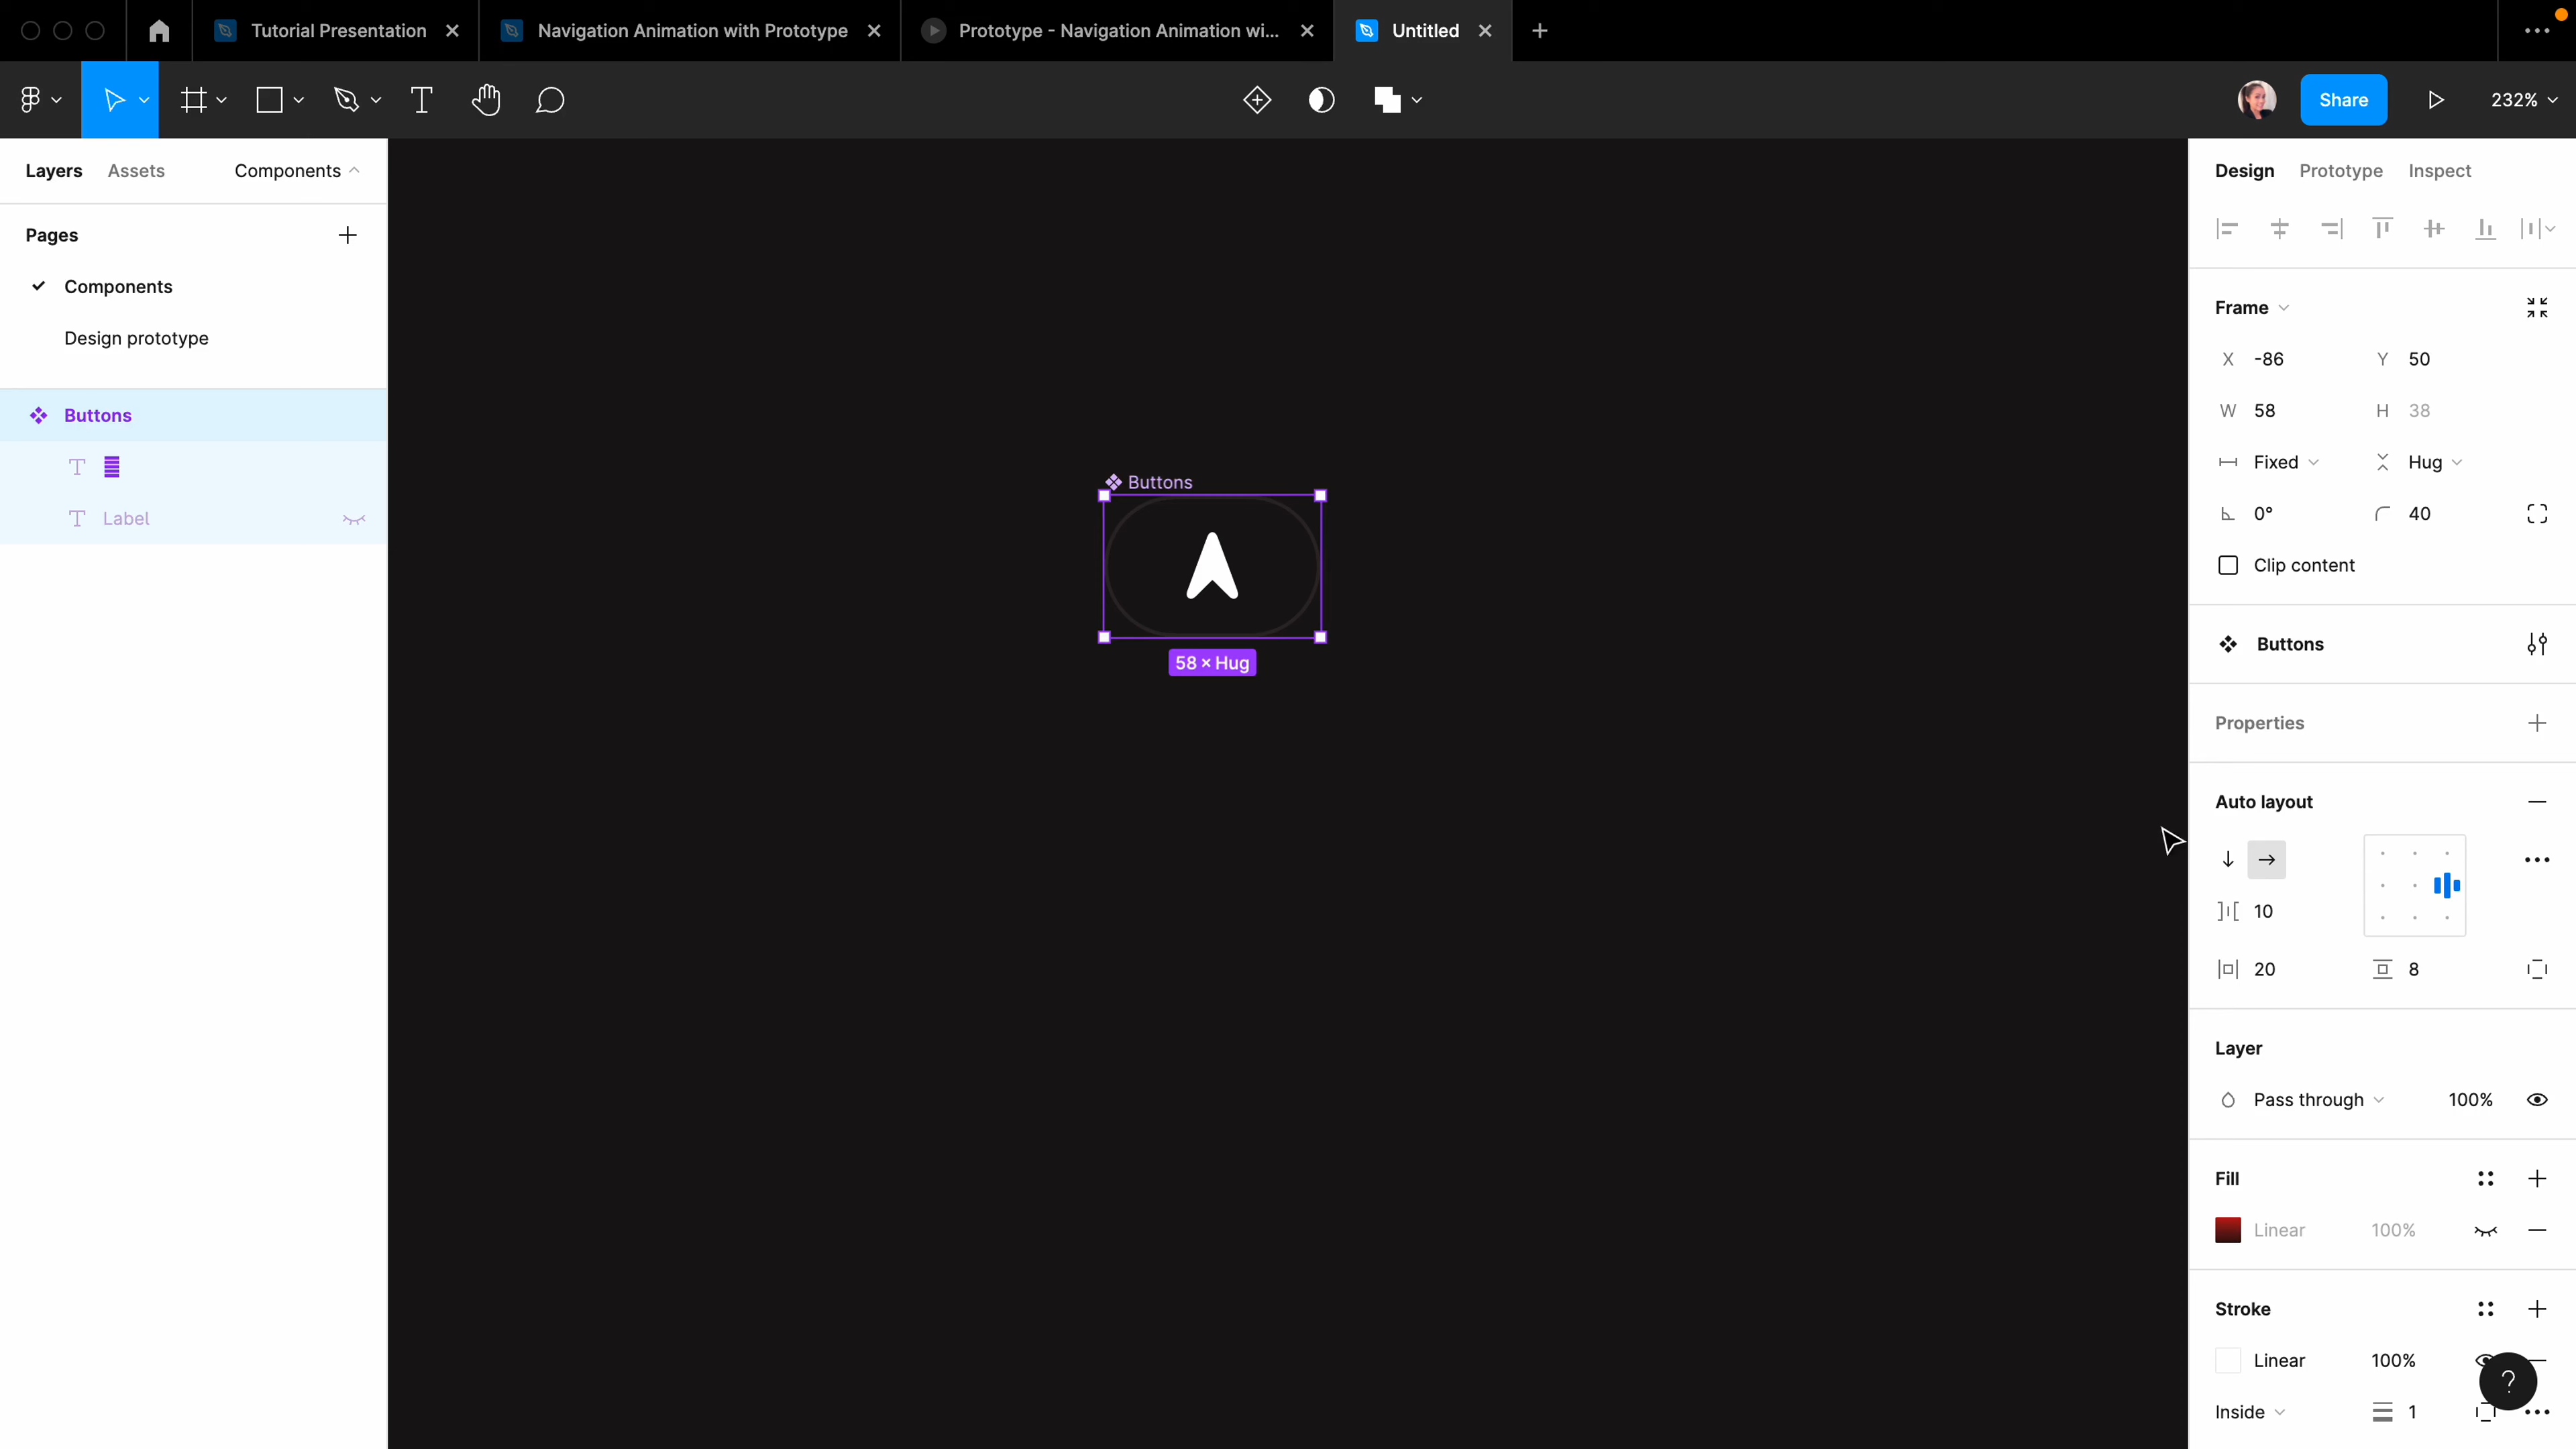 Tutorial Presentation
Navigation Animation with Prototype
Prototype - Navigation Animation wi...
Untitled
Share
232%
Layers
Assets
Components
Pages
Components
Design prototype
Buttons
Label
Buttons
58 × Hug
Design
Prototype
Inspect
Frame
X -86
Y 50
W 58
H 38
Fixed
Hug
0°
40
Clip content
Buttons
Properties
Auto layout
10
20
8
Layer
Pass through
100%
Fill
Linear
100%
Stroke
Linear
100%
Inside
1
?